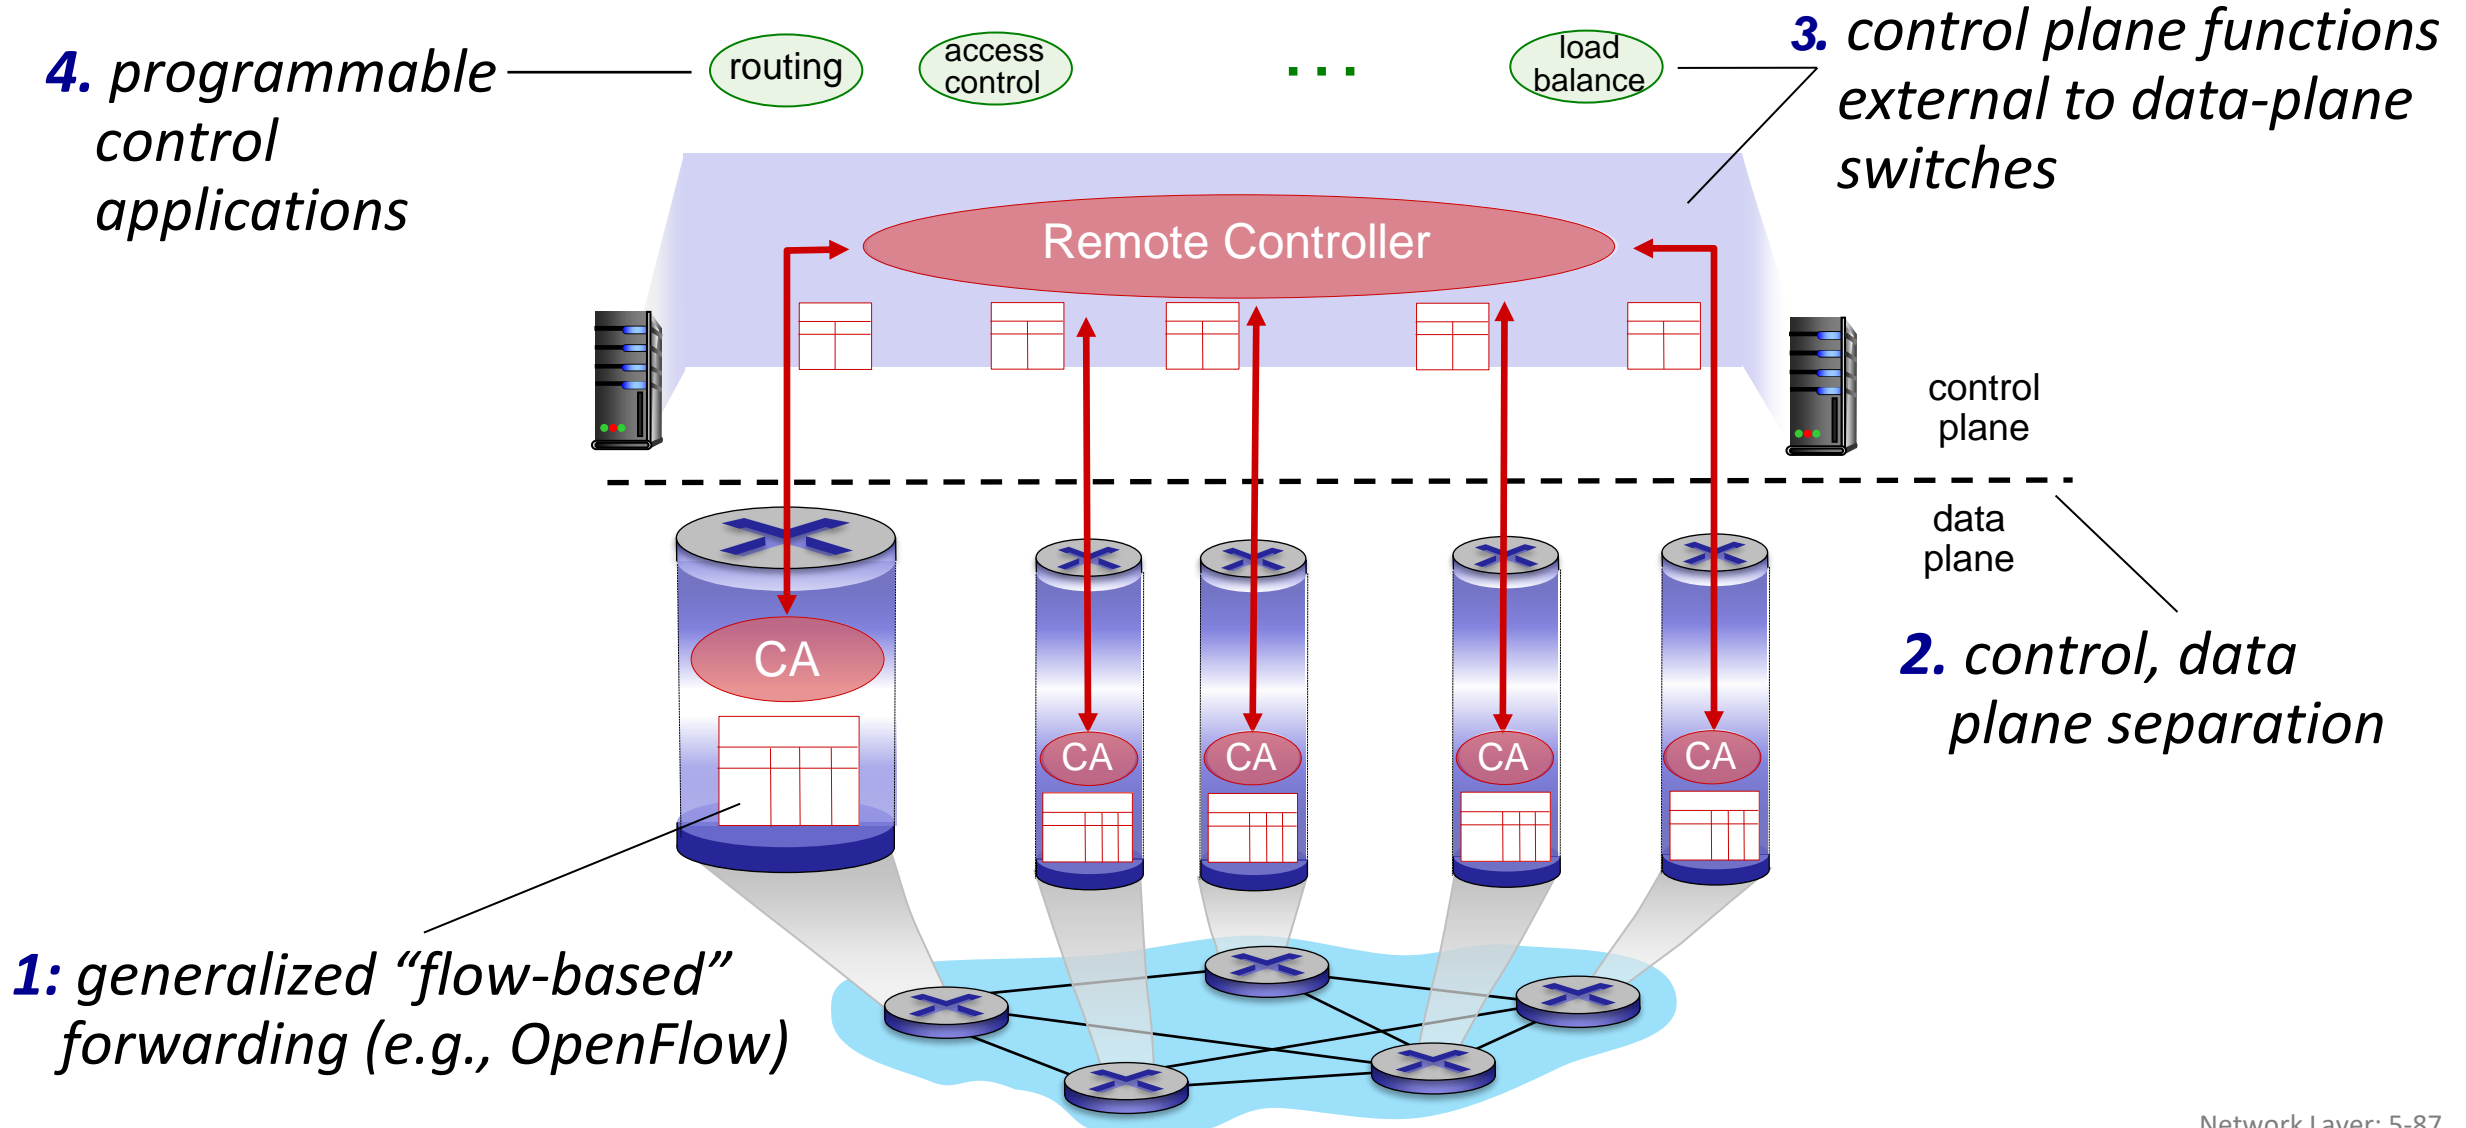 4. programmable
control
applications
routing
access
control
...
load
balance
3. control plane functions
external to data-plane
switches
Remote Controller
control
plane
data
plane
CA
CA
CA
CA
CA
2. control, data
plane separation
1: generalized “flow-based”
forwarding (e.g., OpenFlow)
Network Layer: 5-87